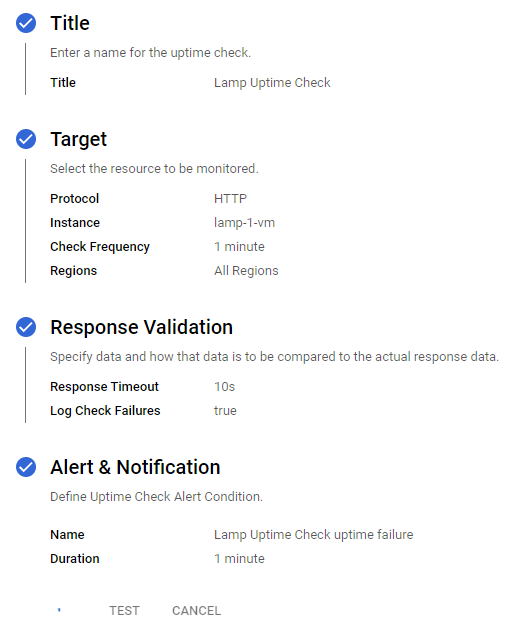 Title
Enter a name for the uptime check.
Title Lamp Uptime Check
Target
Select the resource to be monitored.
Protocol HTTP
Instance lamp-1-vm
Check Frequency 1 minute
Regions All Regions
Response Validation
Specify data and how that data is to be compared to the actual response data.
Response Timeout 10s
Log Check Failures true
Alert & Notification
Define Uptime Check Alert Condition.
Name Lamp Uptime Check uptime failure
Duration 1 minute
TEST CANCEL